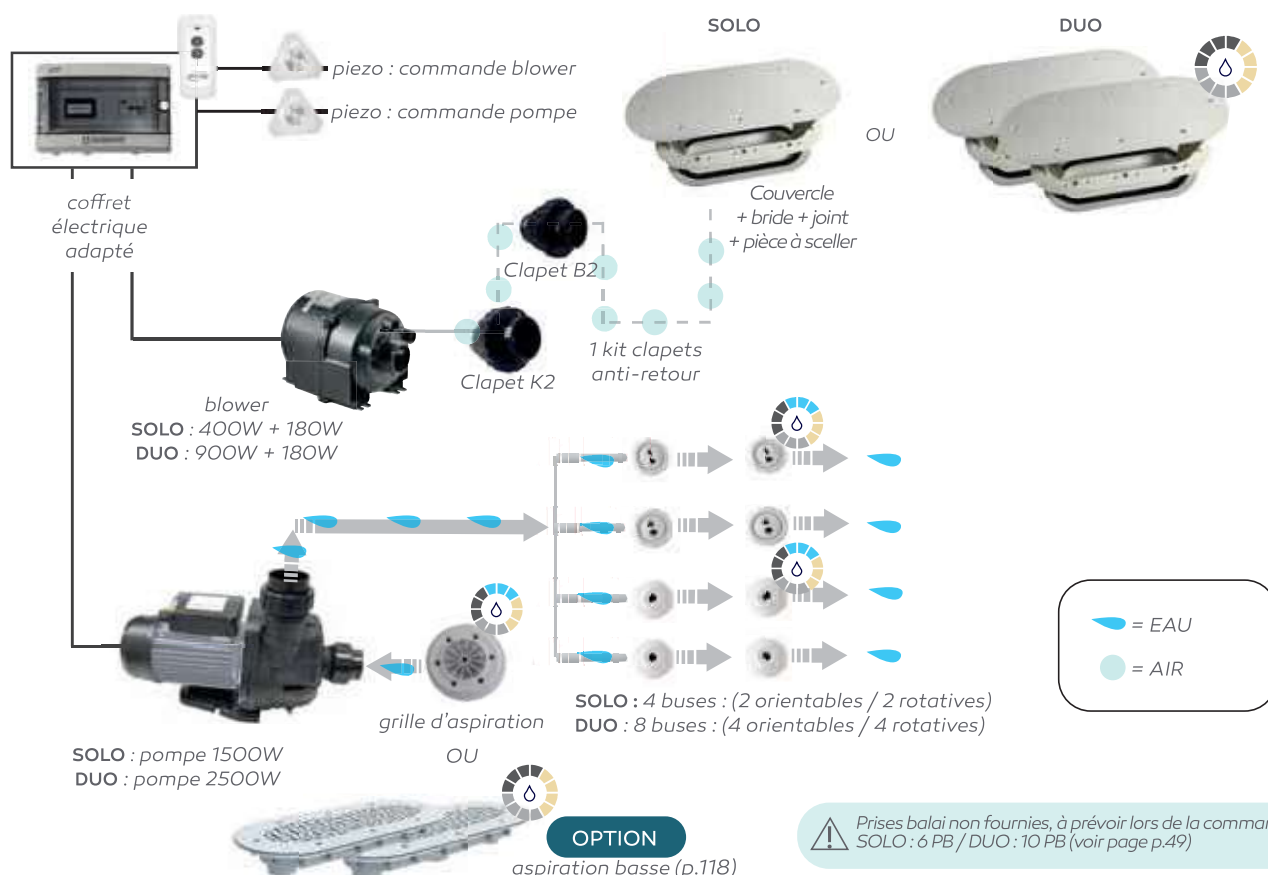 SOLO
DUO
piezo : commande blower
piezo : commande pompe
OU
coffret
électrique
adapté
Couvercle
+ bride + joint
+ pièce à sceller
Clapet B2
Clapet K2
1 kit clapets
anti-retour
blower
SOLO : 400W + 180W
DUO : 900W + 180W
= EAU
= AIR
grille d'aspiration
OU
SOLO : 4 buses : (2 orientables / 2 rotatives)
DUO : 8 buses : (4 orientables / 4 rotatives)
SOLO : pompe 1500W
DUO : pompe 2500W
OPTION
aspiration basse (p.118)
Prises balai non fournies, à prévoir lors de la comman
SOLO : 6 PB / DUO : 10 PB (voir page p.49)